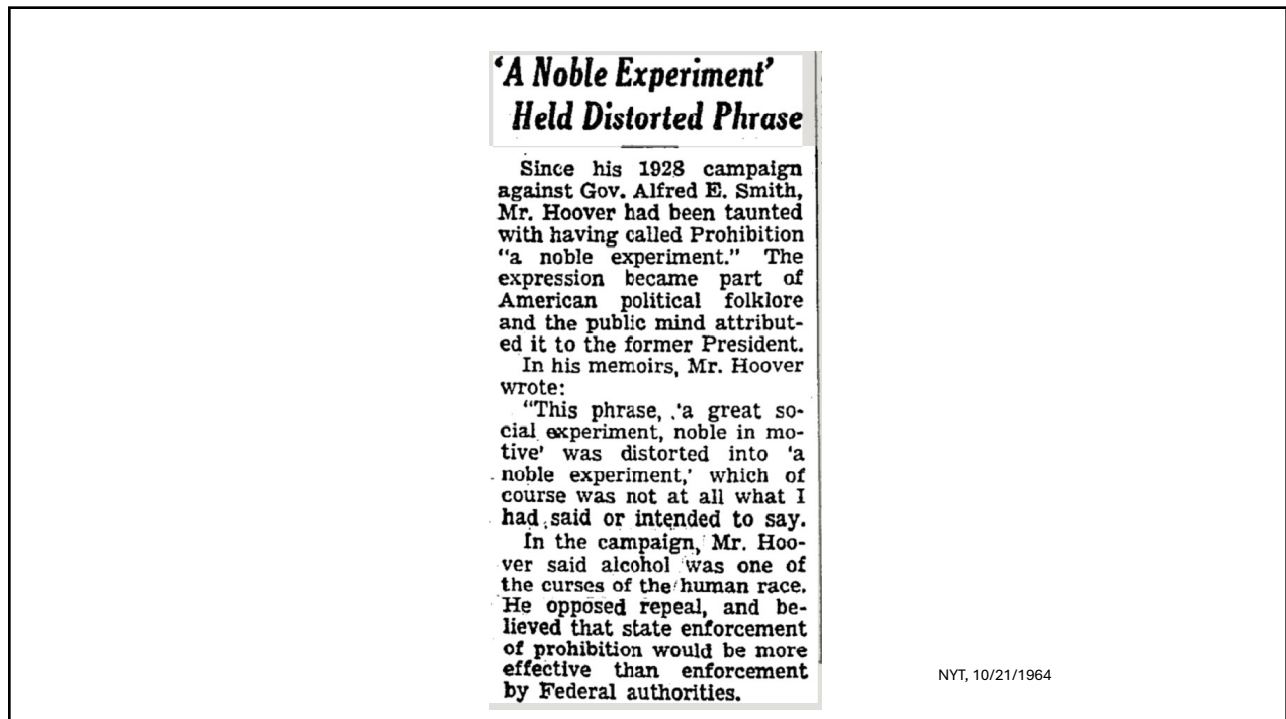 ‘A Noble Experiment’
Held Distorted Phrase
Since his 1928 campaign
against Gov. Alfred E. Smith,
Mr. Hoover had been taunted
with having called Prohibition
“a noble experiment.” The
expression became part of
American political folklore
and the public mind attribut-
ed it to the former President.
In his memoirs, Mr. Hoover
wrote:
“This phrase, ‘a great so-
cial experiment, noble in mo-
tive’ was distorted into ‘a
noble experiment,’ which of
course was not at all what I
had said or intended to say.
In the campaign, Mr. Hoo-
ver said alcohol was one of
the curses of the human race.
He opposed repeal, and be-
lieved that state enforcement
of prohibition would be more
effective than enforcement
by Federal authorities.
NYT, 10/21/1964